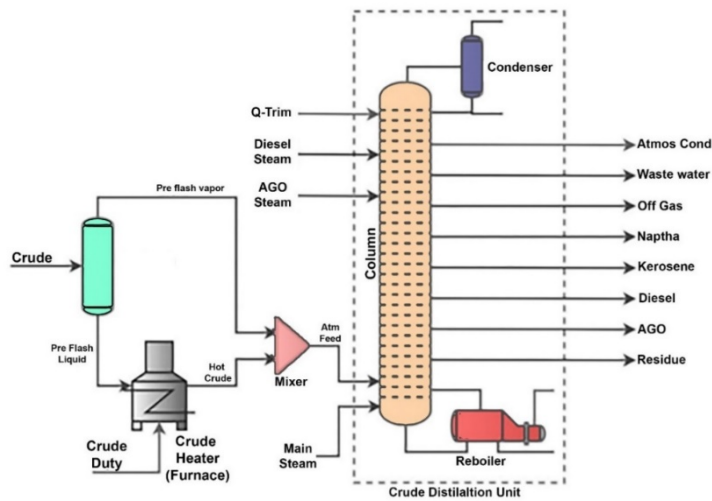 Condenser
Q-Trim
Diesel
Steam
AGO
Steam
Atmos Cond
Waste water
Off Gas
Naptha
Kerosene
Diesel
AGO
Residue
Pre flash vapor
Column
Crude
Pre Flash
Liquid
Hot
Crude
Mixer
Atm
Feed
Crude
Duty
Crude
Heater
(Furnace)
Main
Steam
Reboiler
Crude Distilaltion Unit